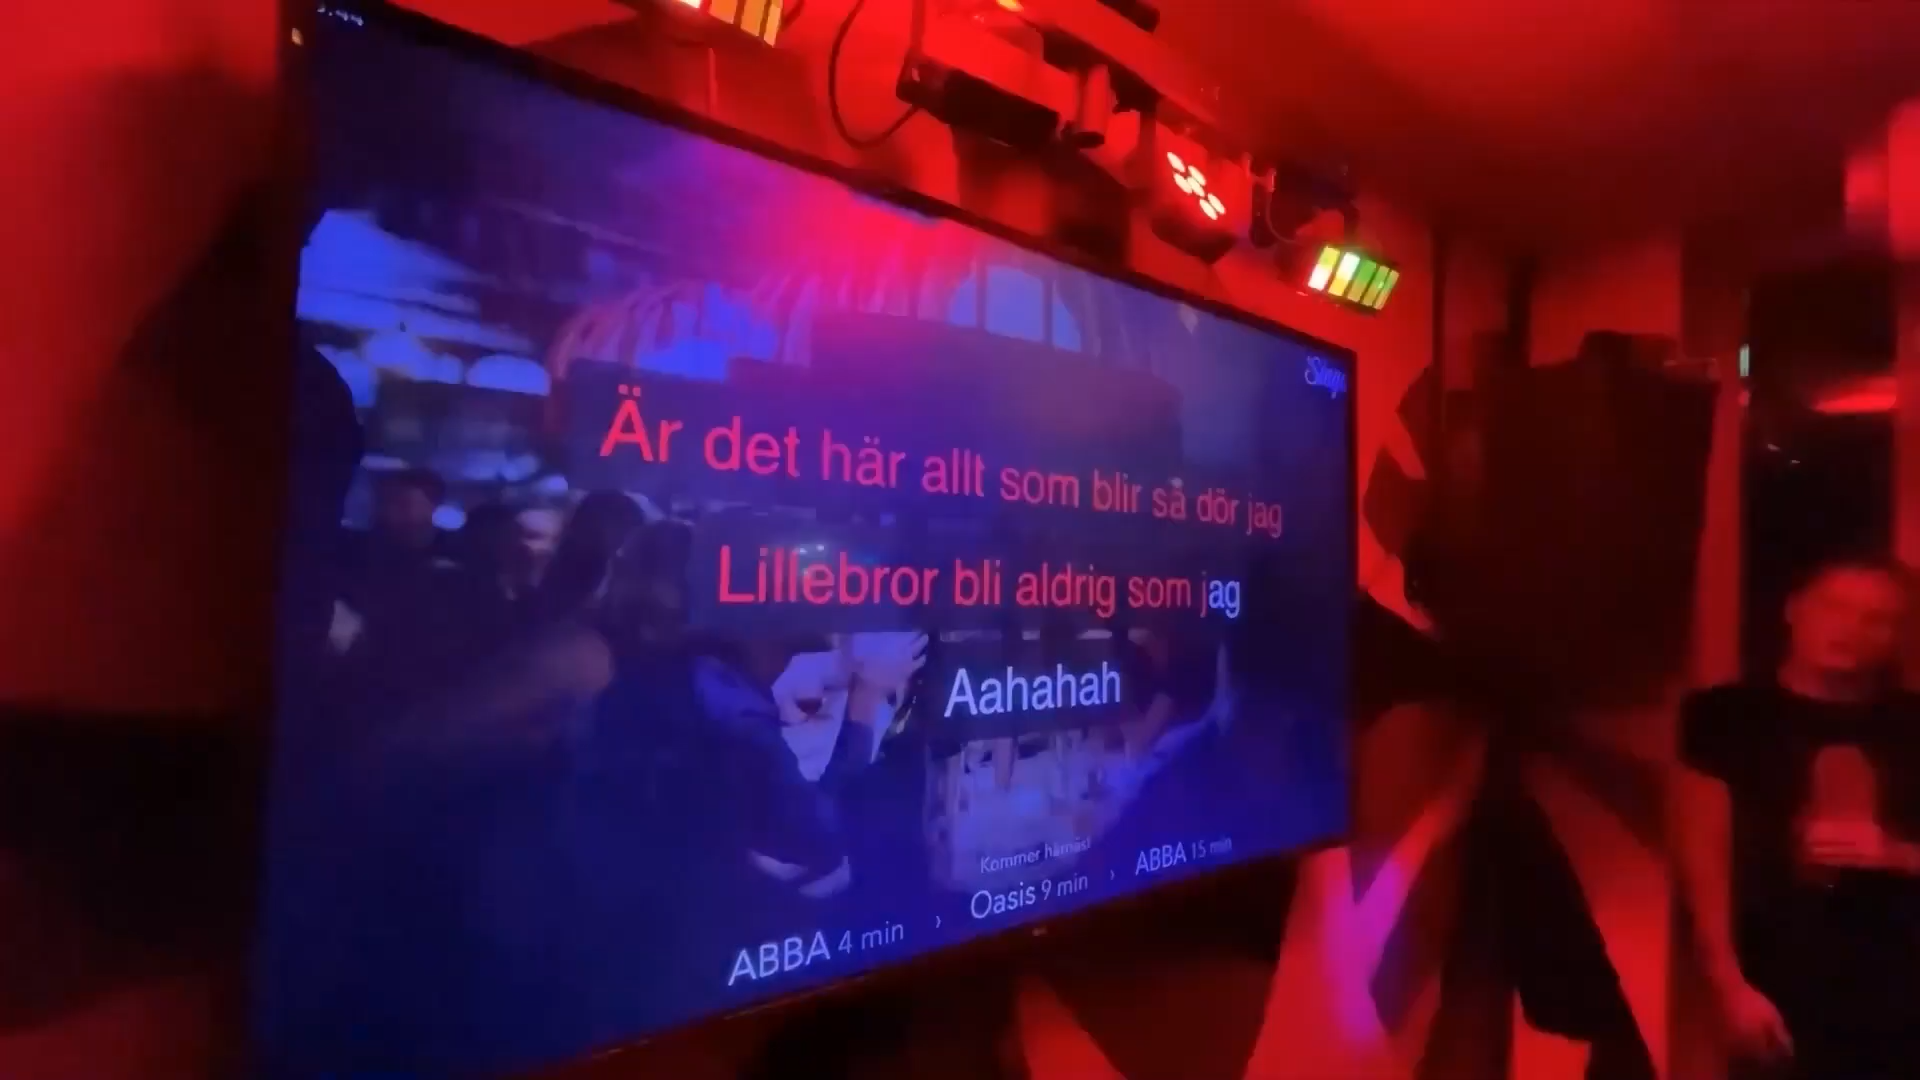 Sing
Är det här allt som blir så dör jag
Lillebror bli aldrig som jag
Aahahah
Kommer härnäst
ABBA 4 min › Oasis 9 min › ABBA 15 min